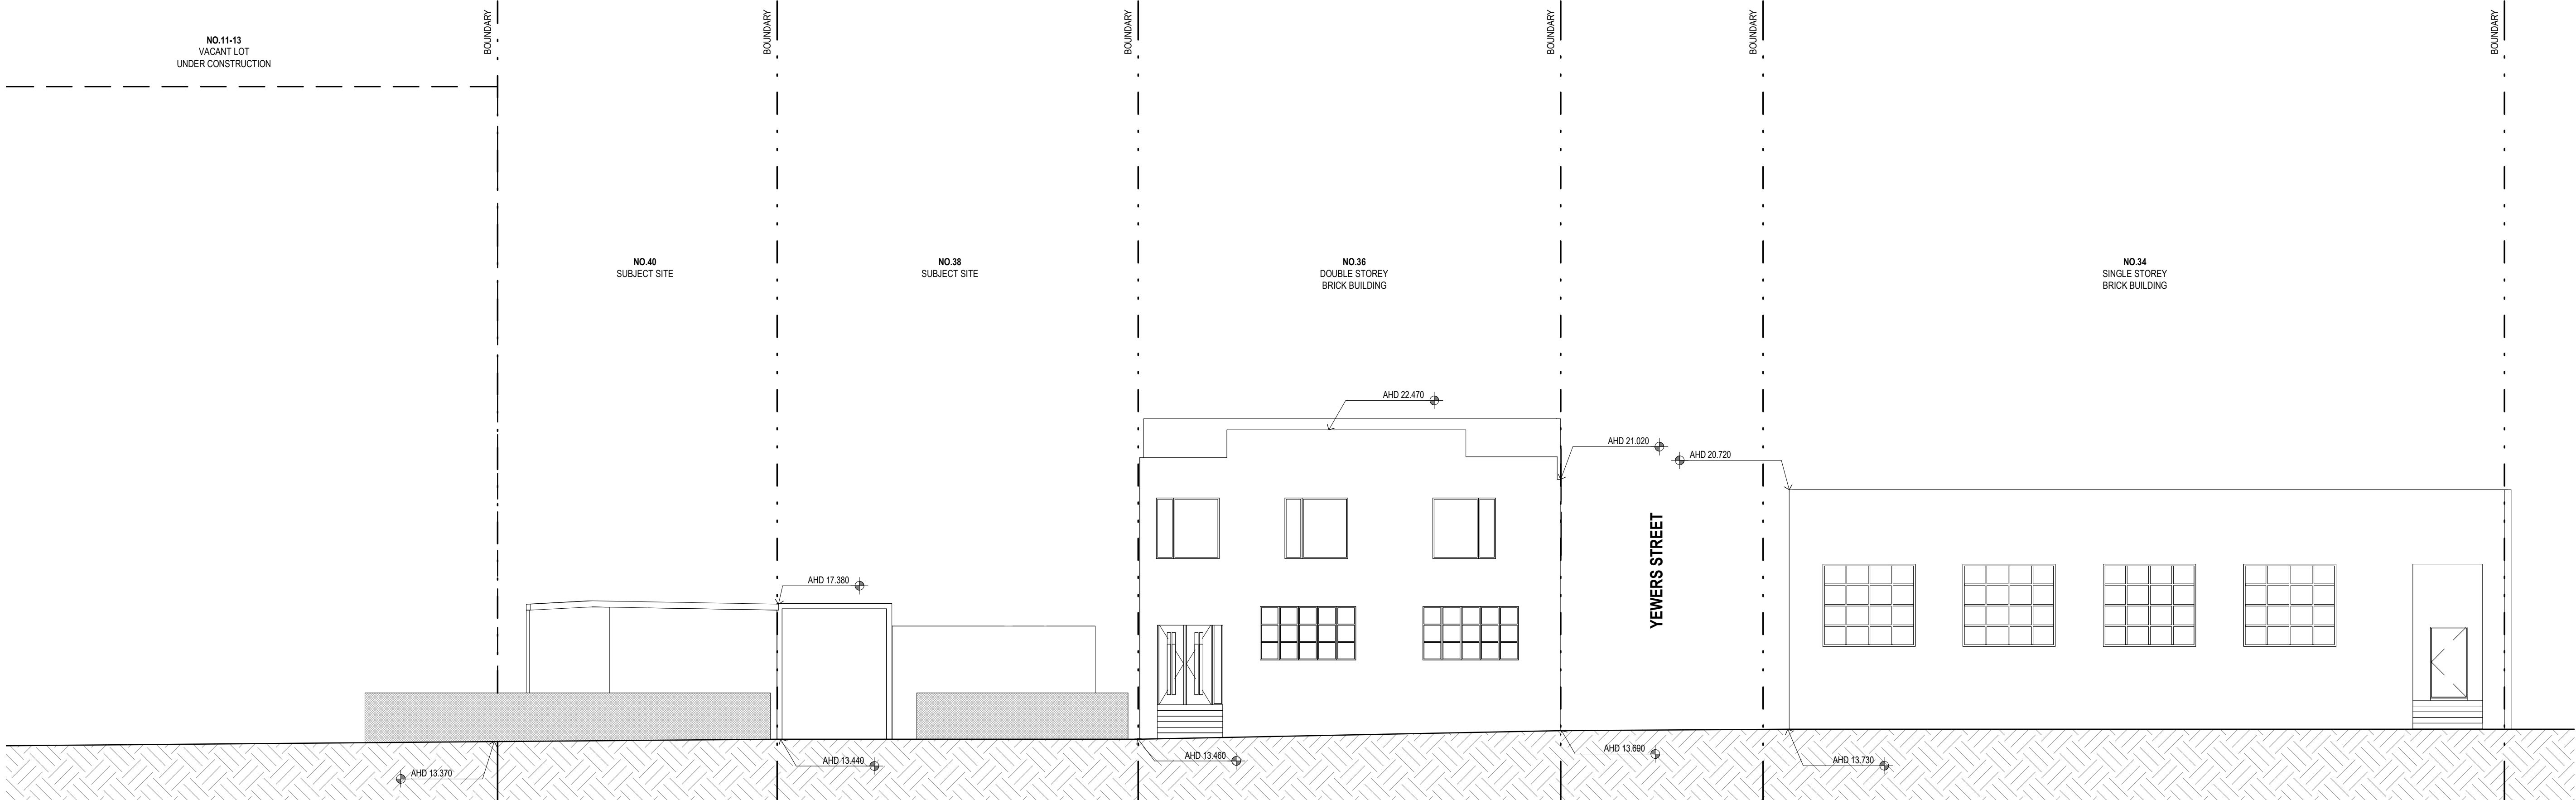 BOUNDARY
BOUNDARY
BOUNDARY
BOUNDARY
BOUNDARY
BOUNDARY
NO.11-13
VACANT LOT
UNDER CONSTRUCTION
NO.40
SUBJECT SITE
NO.38
SUBJECT SITE
NO.36
DOUBLE STOREY
BRICK BUILDING
NO.34
SINGLE STOREY
BRICK BUILDING
AHD 22.470
AHD 21.020
AHD 20.720
YEWERS STREET
AHD 17.380
AHD 13.370
AHD 13.440
AHD 13.460
AHD 13.690
AHD 13.730